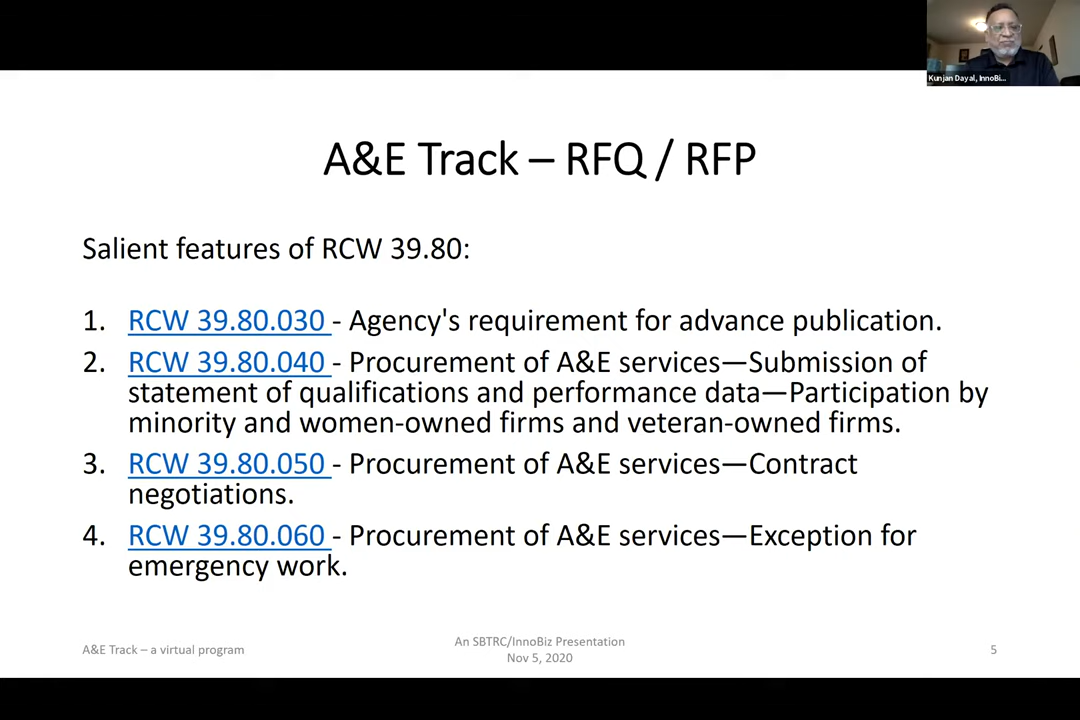 Kunjan Dayal, InnoBi...
A&E Track – RFQ / RFP
Salient features of RCW 39.80:
1. RCW 39.80.030 - Agency's requirement for advance publication.
2. RCW 39.80.040 - Procurement of A&E services—Submission of
statement of qualifications and performance data—Participation by
minority and women-owned firms and veteran-owned firms.
3. RCW 39.80.050 - Procurement of A&E services—Contract
negotiations.
4. RCW 39.80.060 - Procurement of A&E services—Exception for
emergency work.
A&E Track – a virtual program
An SBTRC/InnoBiz Presentation
Nov 5, 2020
5